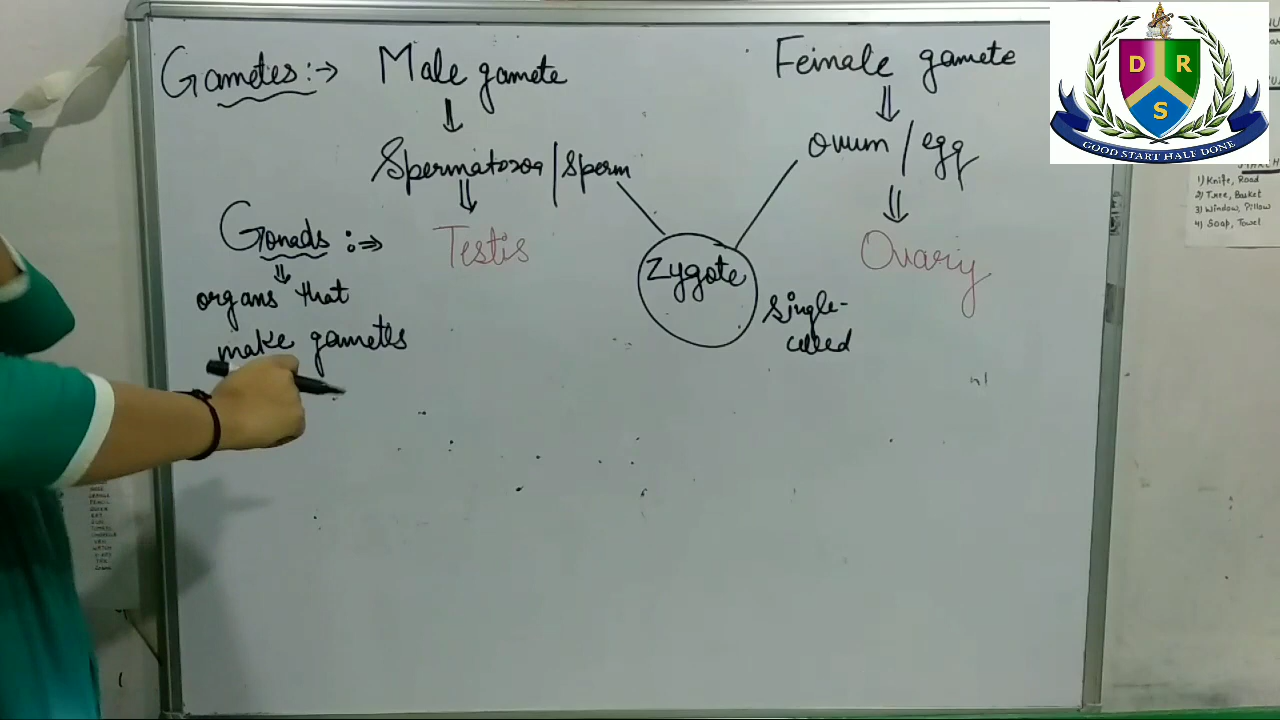 Gametes :→ Male gamete Female gamete
⇓ ⇓
Spermatozoa | Sperm Ovum / egg
⇓ ⇓
Gonads :⇒ Testis Ovary
⇓
organs that
make gametes
Zygote
single-
celled
D R
S
GOOD START HALF DONE
1) Knife, Road
2) Tree, Basket
3) Window, Pillow
4) Soap, Towel